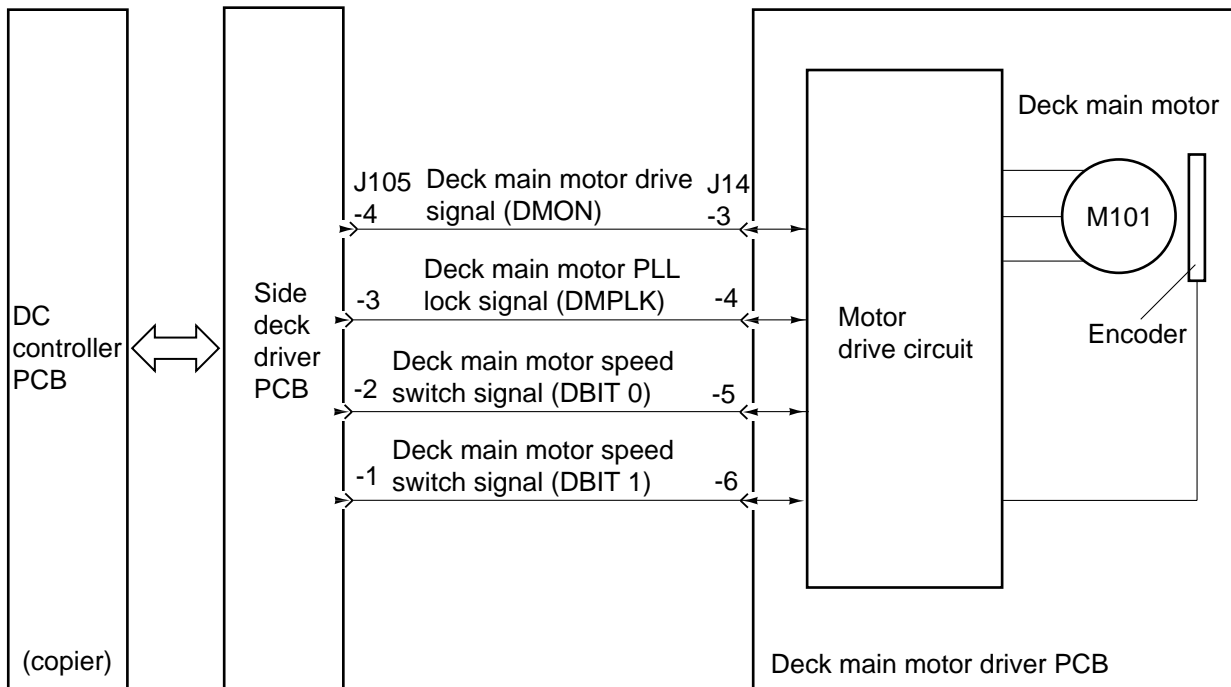 Deck main motor
J105
Deck main motor drive
signal (DMON)
J14
-4
-3
M101
Deck main motor PLL
lock signal (DMPLK)
-3
-4
DC
controller
PCB
Side
deck
driver
PCB
Motor
drive circuit
Encoder
Deck main motor speed
switch signal (DBIT 0)
-2
-5
Deck main motor speed
switch signal (DBIT 1)
-1
-6
(copier)
Deck main motor driver PCB